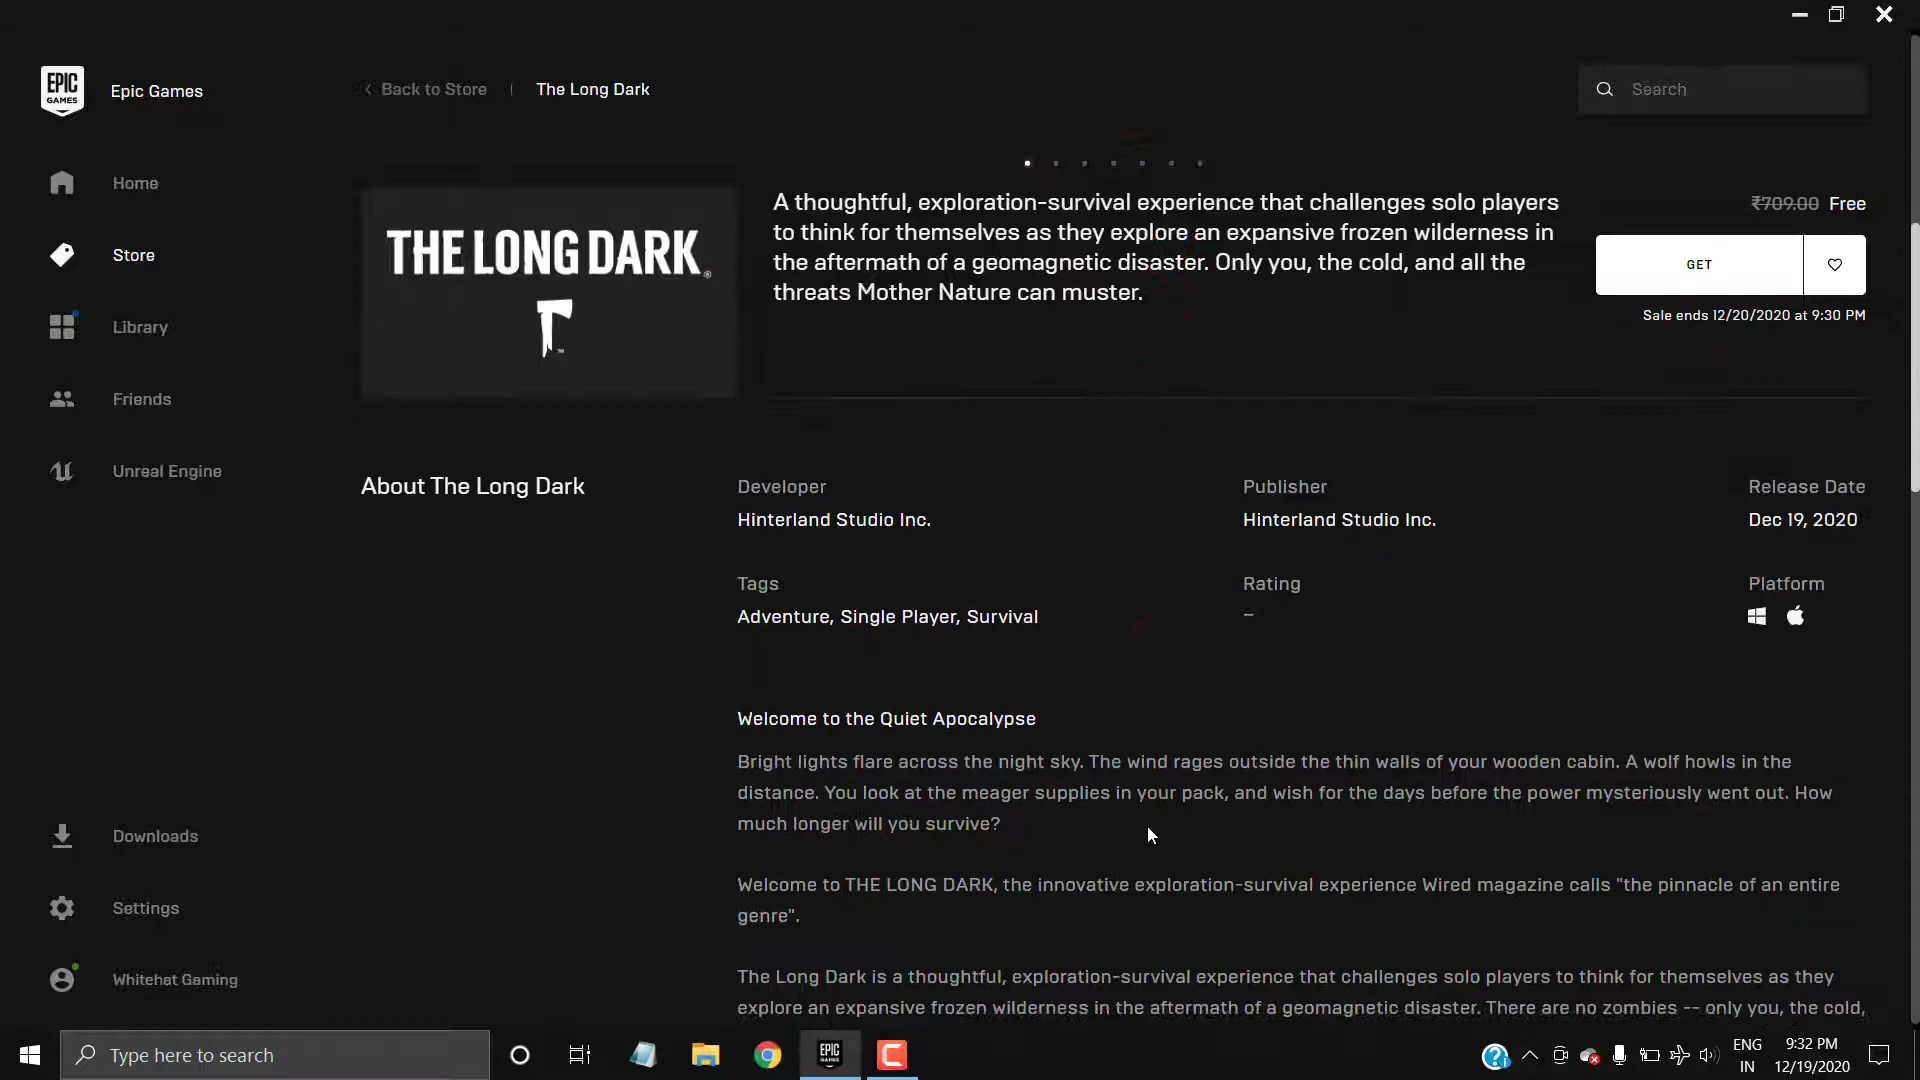 EPIC
GAMES
Epic Games
Back to Store
The Long Dark
Search
Home
Store
Library
Friends
Unreal Engine
Downloads
Settings
Whitehat Gaming
THE LONG DARK®
™
A thoughtful, exploration-survival experience that challenges solo players
to think for themselves as they explore an expansive frozen wilderness in
the aftermath of a geomagnetic disaster. Only you, the cold, and all the
threats Mother Nature can muster.
₹709.00 Free
GET
Sale ends 12/20/2020 at 9:30 PM
About The Long Dark
Developer
Hinterland Studio Inc.
Publisher
Hinterland Studio Inc.
Release Date
Dec 19, 2020
Tags
Adventure, Single Player, Survival
Rating
–
Platform
Welcome to the Quiet Apocalypse
Bright lights flare across the night sky. The wind rages outside the thin walls of your wooden cabin. A wolf howls in the
distance. You look at the meager supplies in your pack, and wish for the days before the power mysteriously went out. How
much longer will you survive?
Welcome to THE LONG DARK, the innovative exploration-survival experience Wired magazine calls "the pinnacle of an entire
genre".
The Long Dark is a thoughtful, exploration-survival experience that challenges solo players to think for themselves as they
explore an expansive frozen wilderness in the aftermath of a geomagnetic disaster. There are no zombies -- only you, the cold,
Type here to search
EPIC
GAMES
ENG
IN
9:32 PM
12/19/2020